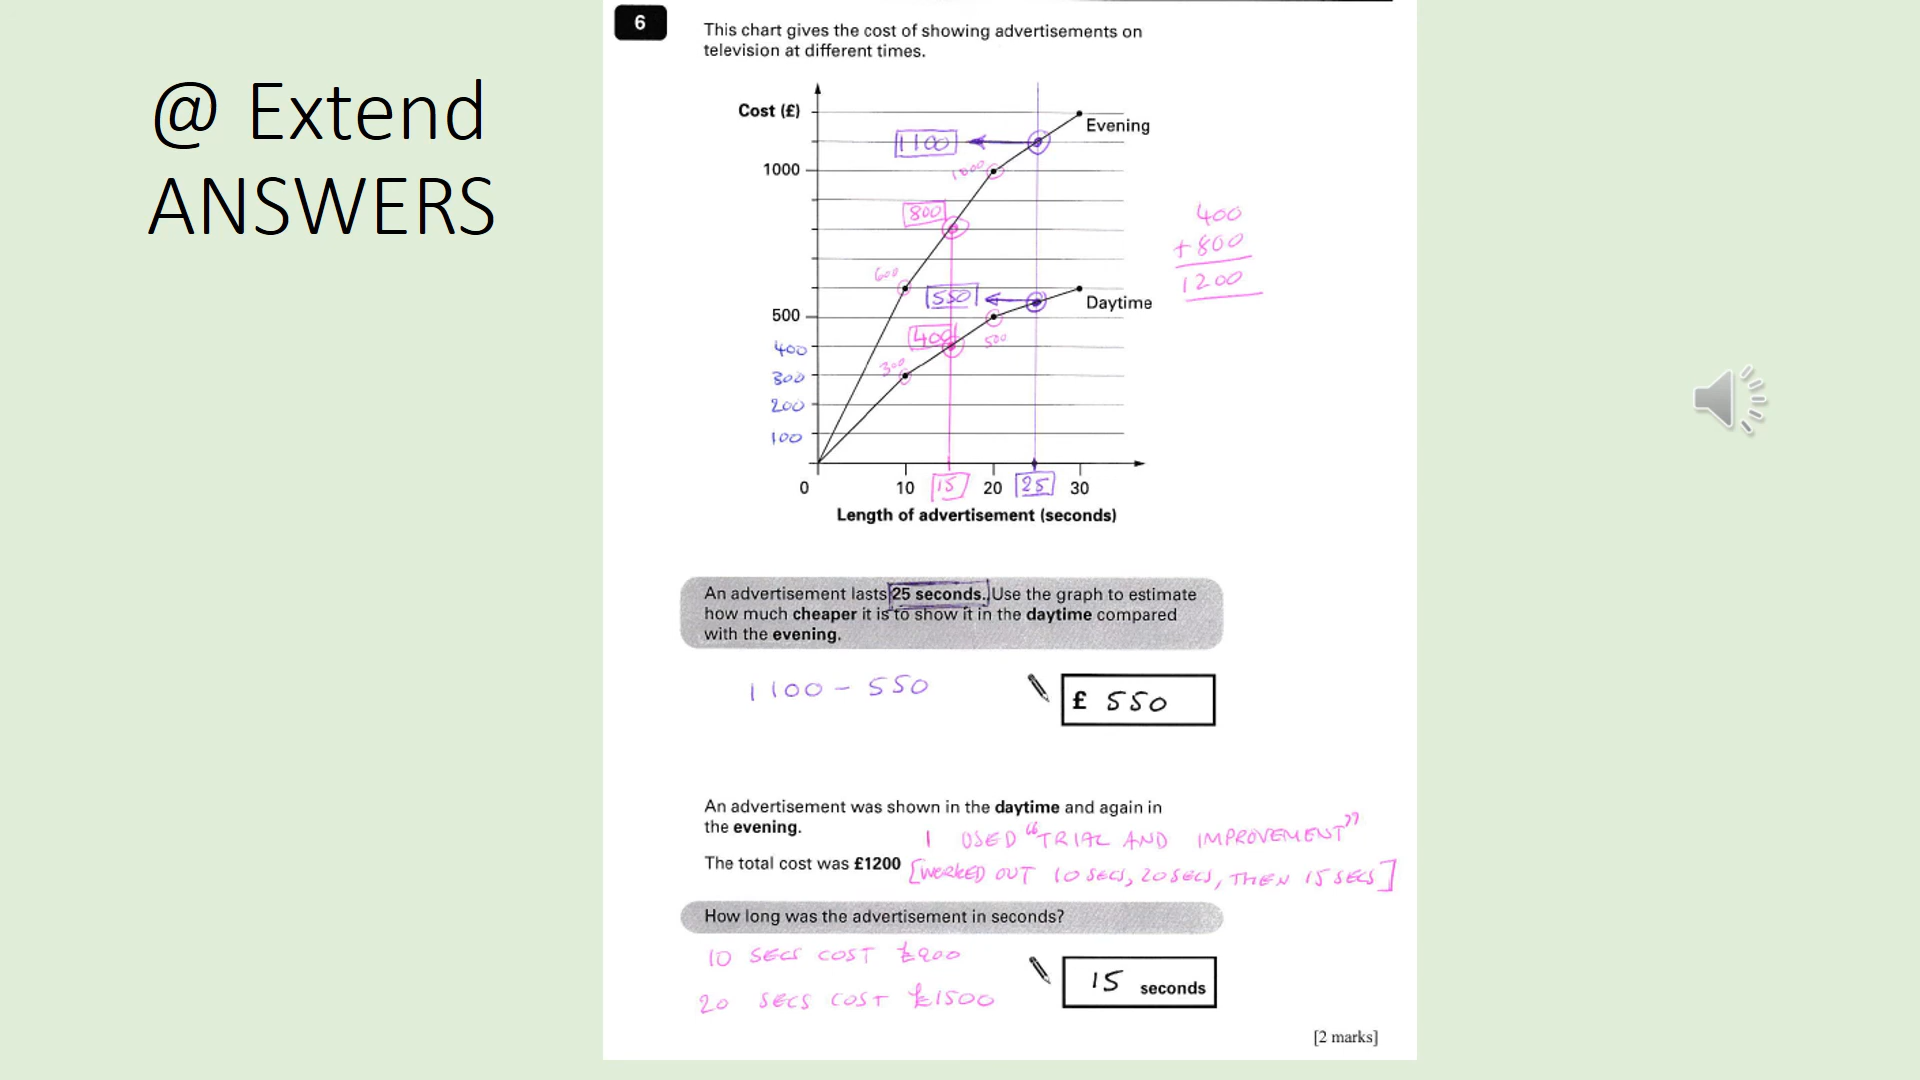 @ Extend
ANSWERS
6
This chart gives the cost of showing advertisements on
television at different times.
Cost (£)
Evening
1100
1000
1000
800
400
+800
1200
600
550
Daytime
500
400
500
400
300
300
200
100
0
10
15
20
25
30
Length of advertisement (seconds)
An advertisement lasts 25 seconds. Use the graph to estimate
how much cheaper it is to show it in the daytime compared
with the evening.
1100 - 550
£ 550
An advertisement was shown in the daytime and again in
the evening.
I USED "TRIAL AND IMPROVEMENT"
The total cost was £1200
[WORKED OUT 10 SECS, 20 SECS, THEN 15 SECS]
How long was the advertisement in seconds?
10 SECS COST £900
20 SECS COST £1500
15 seconds
[2 marks]